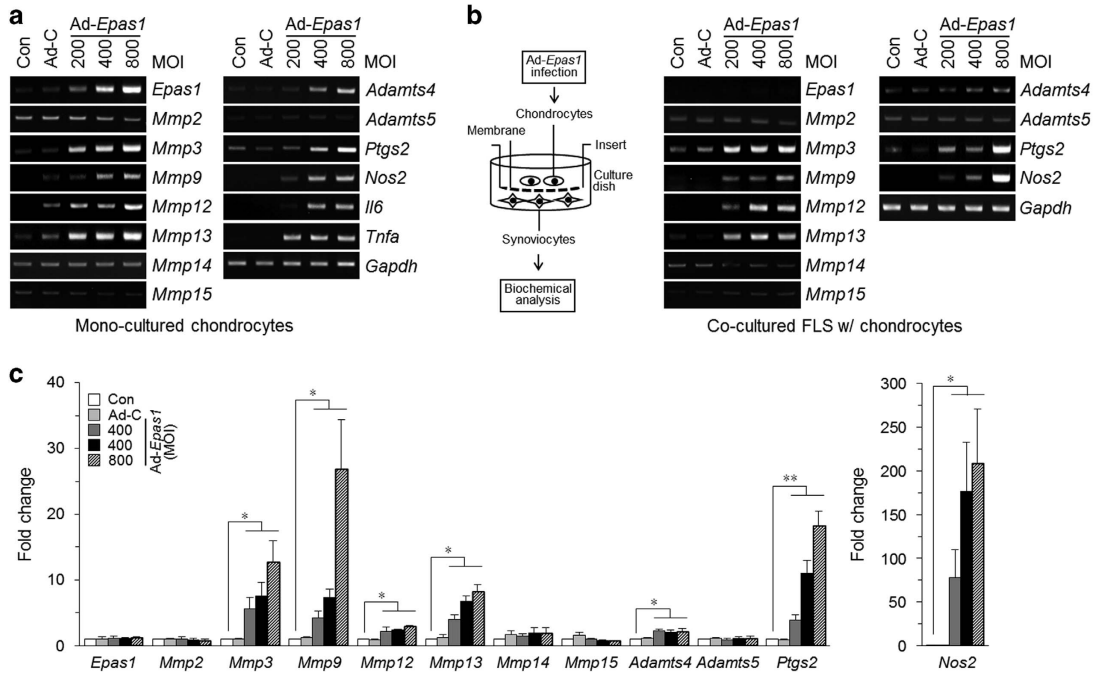 a
Con
Ad-C
Ad-Epas1
200
400
800
MOI
Epas1
Mmp2
Mmp3
Mmp9
Mmp12
Mmp13
Mmp14
Mmp15
Con
Ad-C
Ad-Epas1
200
400
800
MOI
Adamts4
Adamts5
Ptgs2
Nos2
Il6
Tnfa
Gapdh
Mono-cultured chondrocytes
b
Ad-Epas1
infection
Chondrocytes
Membrane
Insert
Culture
dish
Synoviocytes
Biochemical
analysis
Con
Ad-C
Ad-Epas1
200
400
800
MOI
Epas1
Mmp2
Mmp3
Mmp9
Mmp12
Mmp13
Mmp14
Mmp15
Con
Ad-C
Ad-Epas1
200
400
800
MOI
Adamts4
Adamts5
Ptgs2
Nos2
Gapdh
Co-cultured FLS w/ chondrocytes
c
Fold change
40
30
20
10
0
Con
Ad-C
400
400
800
Ad-Epas1
(MOI)
*
*
*
*
*
**
Epas1 Mmp2 Mmp3 Mmp9 Mmp12 Mmp13 Mmp14 Mmp15 Adamts4 Adamts5 Ptgs2
Fold change
300
250
200
150
100
50
0
*
Nos2